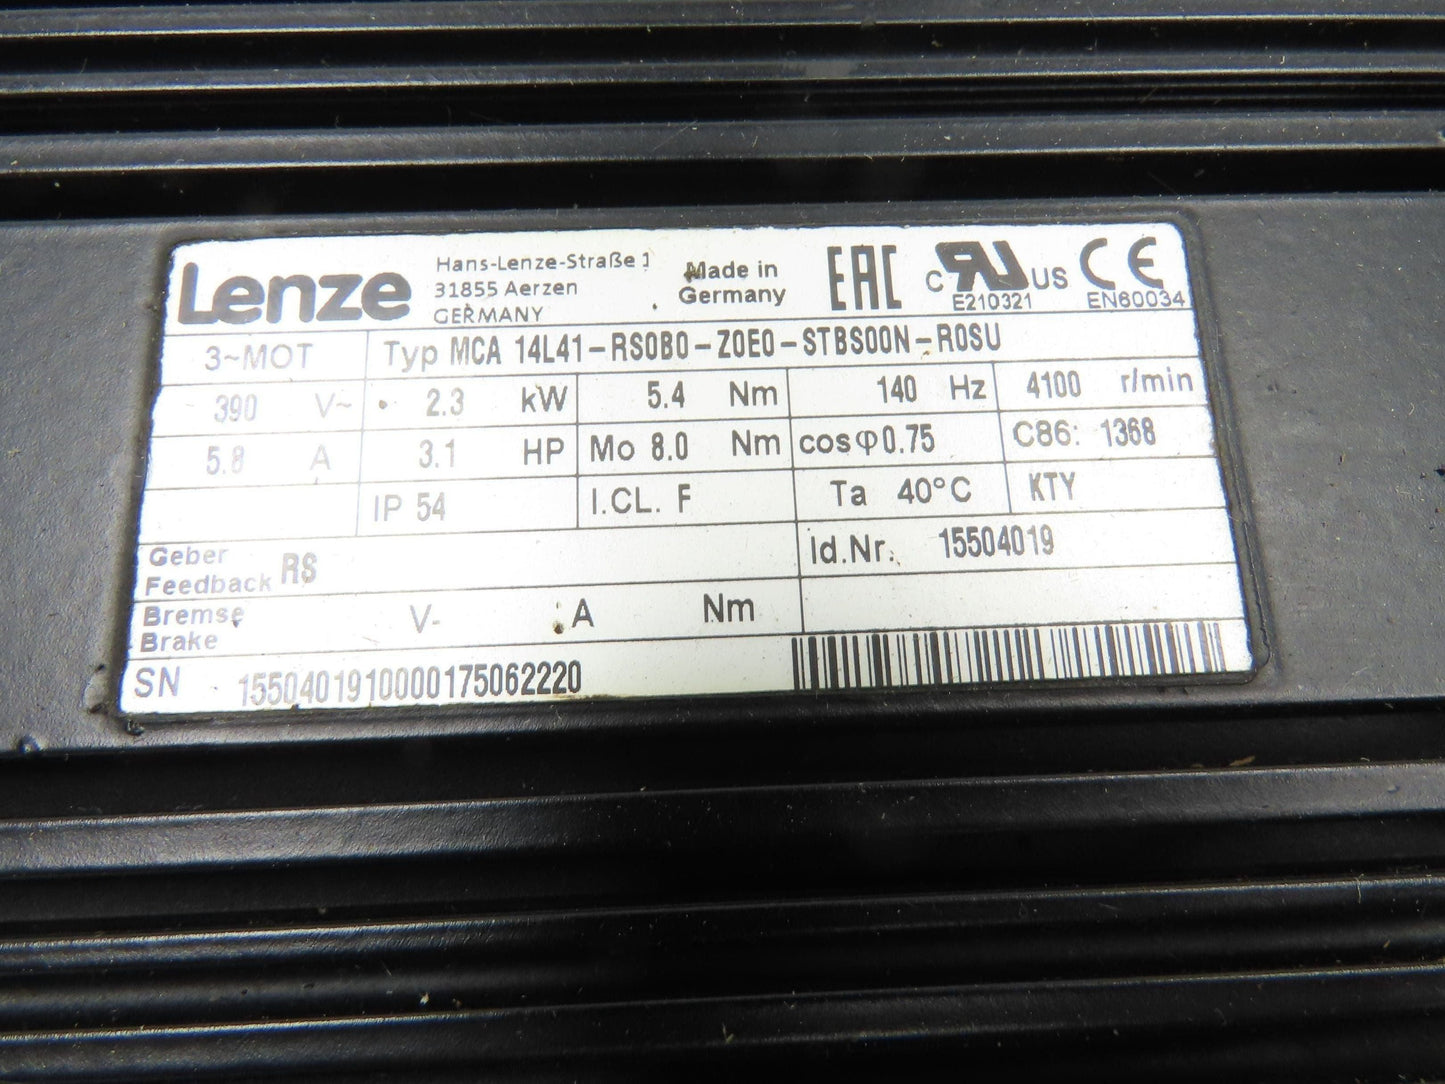 Lenze
Hans-Lenze-Straße 1
31855 Aerzen
GERMANY
Made in
Germany
EAC
C RU US
E210321
CE
EN60034
3~MOT Typ MCA 14L41-RS0B0-Z0E0-STBS00N-R0SU
390 V~ 2.3 kW 5.4 Nm 140 Hz 4100 r/min
5.8 A 3.1 HP Mo 8.0 Nm cosφ0.75 C86: 1368
IP 54 I.CL. F Ta 40°C KTY
Geber
Feedback RS
Id.Nr. 15504019
Bremse
Brake V- A Nm
SN 1550401910000175062220